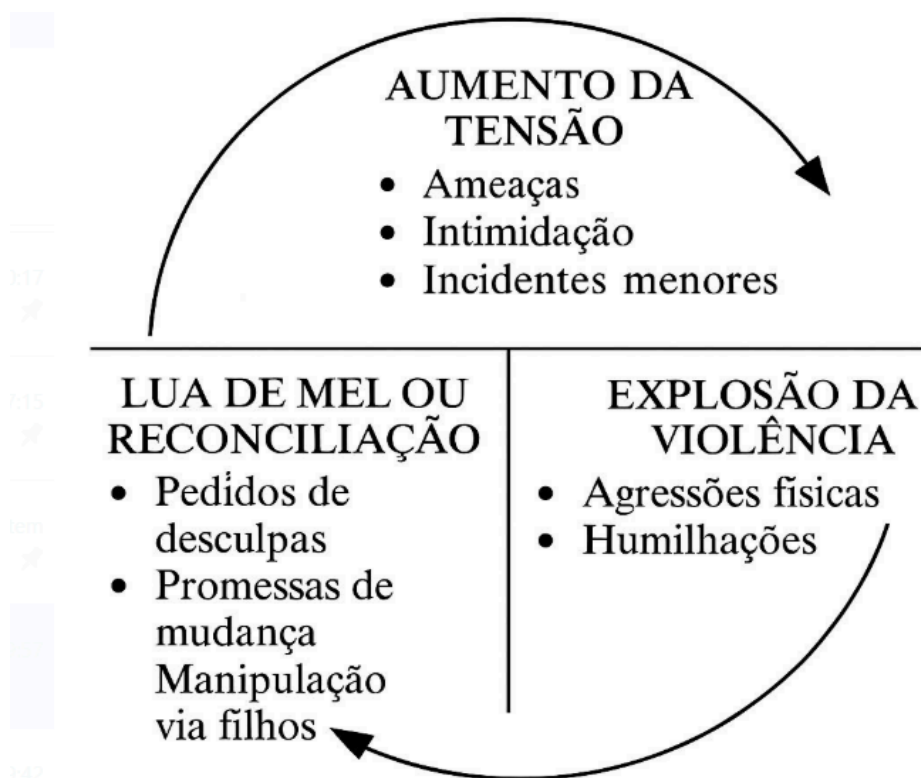 AUMENTO DA
TENSÃO
• Ameaças
• Intimidação
• Incidentes menores
LUA DE MEL OU
RECONCILIAÇÃO
• Pedidos de
desculpas
• Promessas de
mudança
Manipulação
via filhos
EXPLOSÃO DA
VIOLÊNCIA
• Agressões físicas
• Humilhações